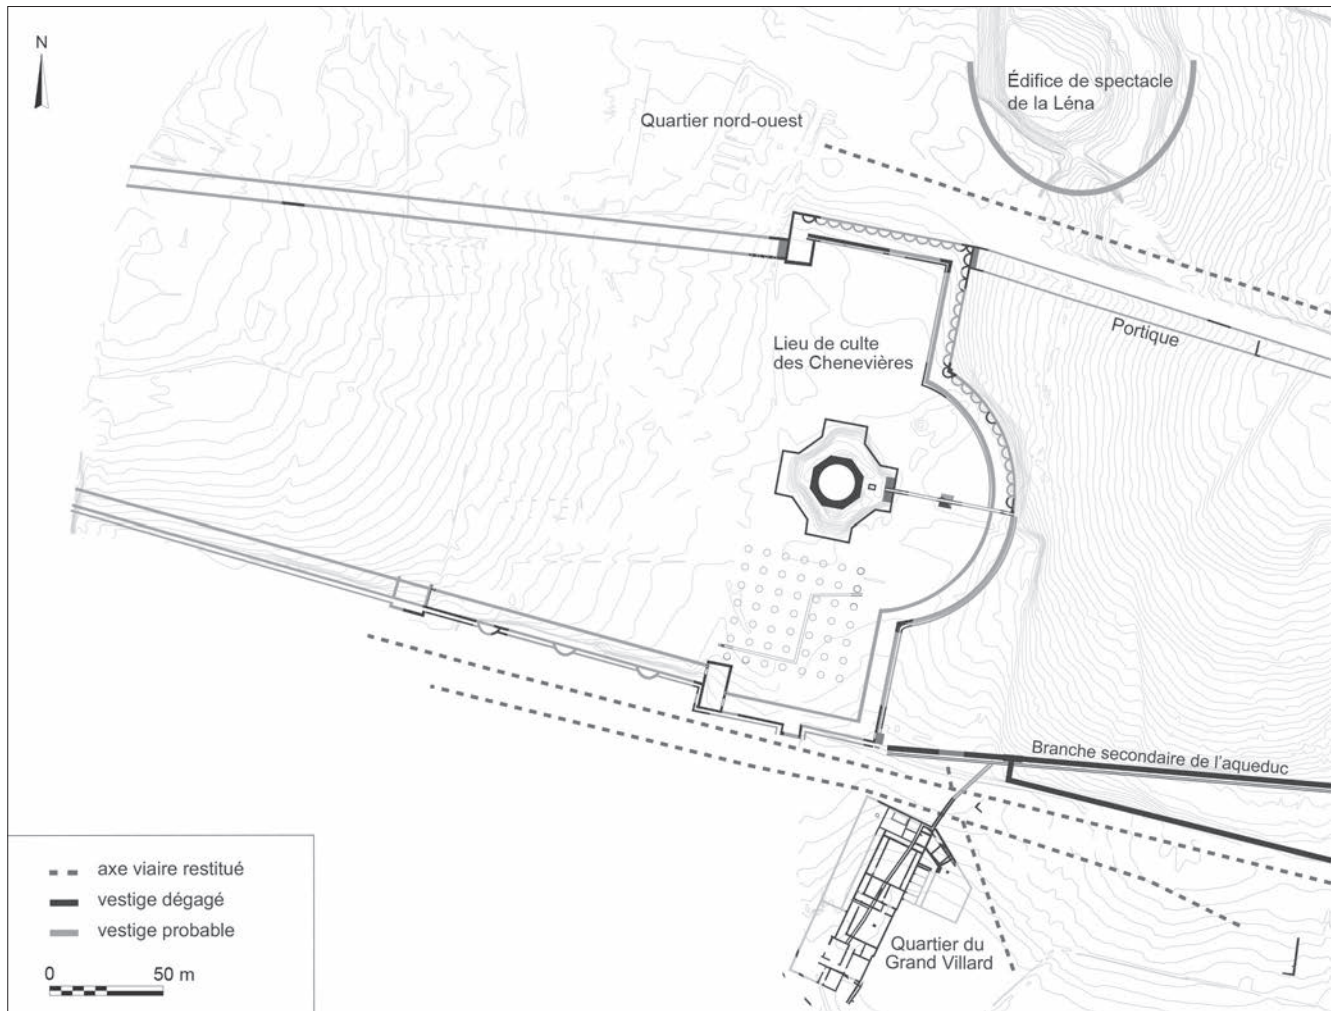 N
Édifice de spectacle
de la Léna
Quartier nord-ouest
Portique
Lieu de culte
des Chenevières
Branche secondaire de l'aqueduc
Quartier du
Grand Villard
axe viaire restitué
vestige dégagé
vestige probable
0 50 m